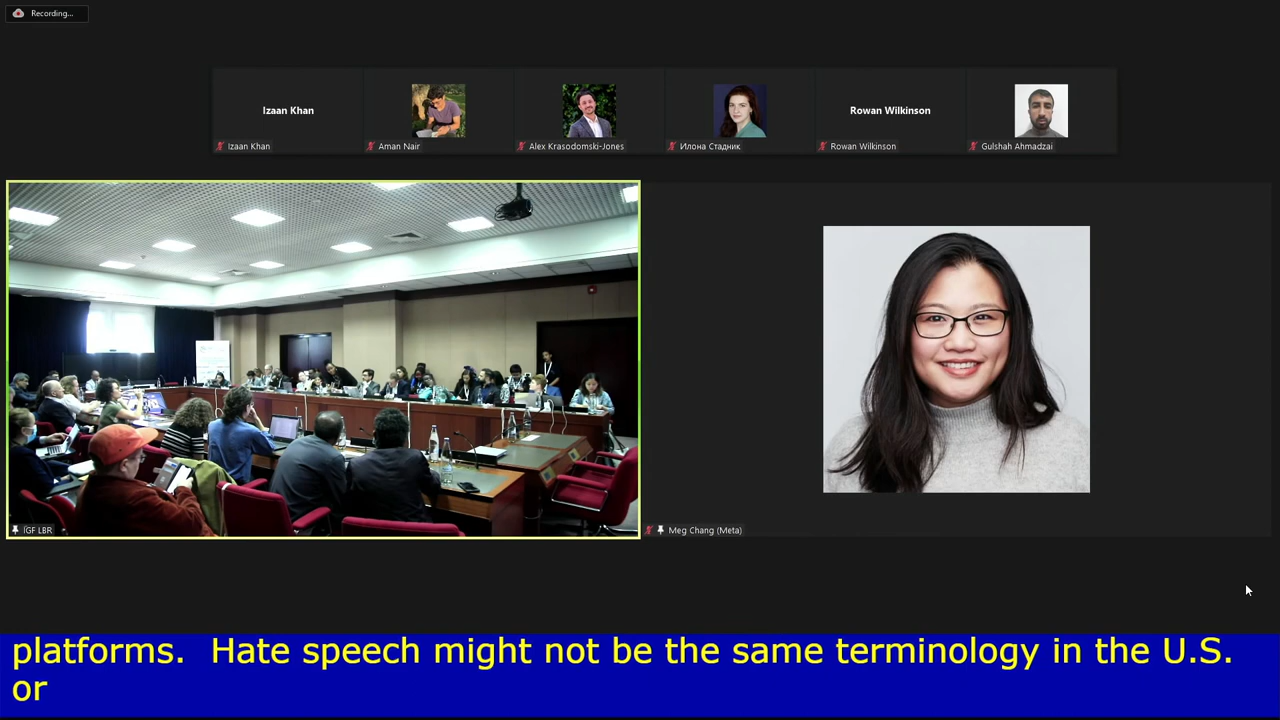 Recording...
Izaan Khan
Rowan Wilkinson
Izaan Khan
Aman Nair
Alex Krasodomski-Jones
Илона Стадник
Rowan Wilkinson
Gulshah Ahmadzai
IGF LBR
Meg Chang (Meta)
platforms. Hate speech might not be the same terminology in the U.S.
or